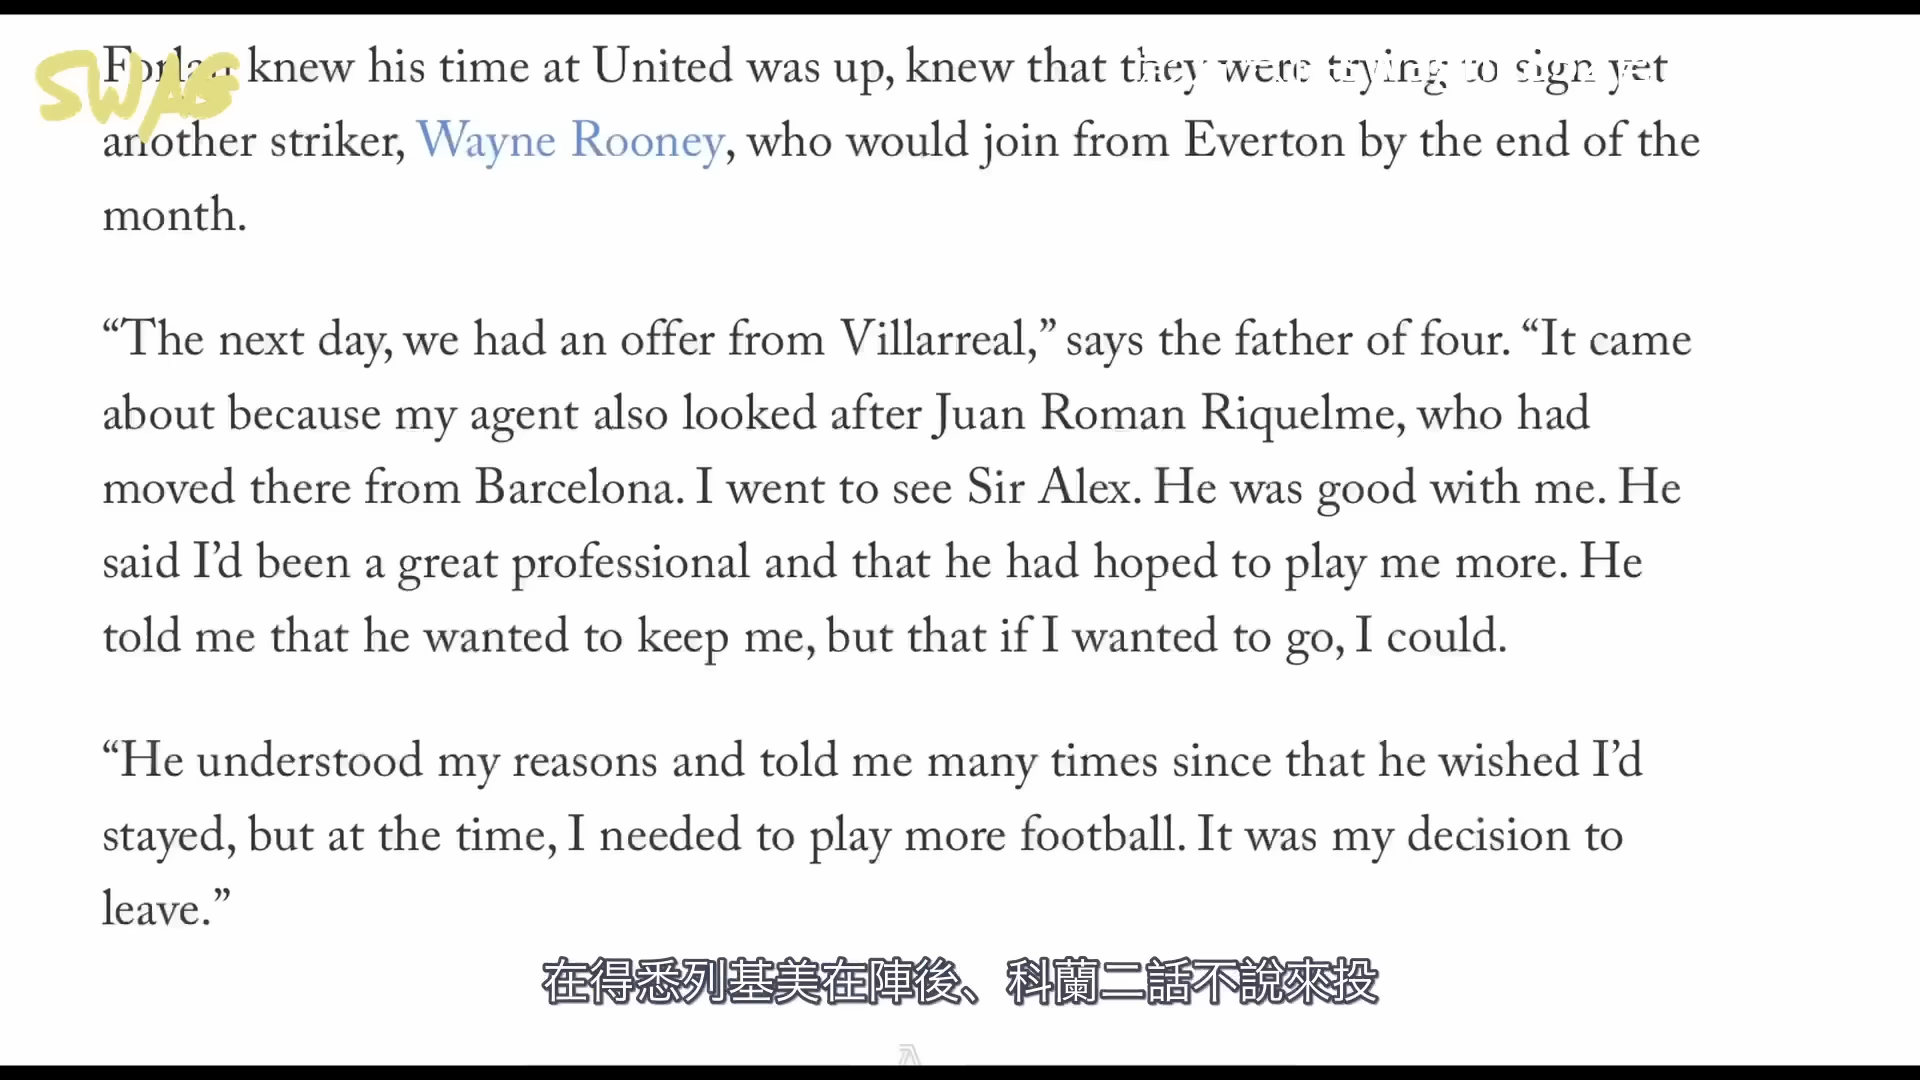 SWAG
Forlan knew his time at United was up, knew that they were trying to sign yet
another striker, Wayne Rooney, who would join from Everton by the end of the
month.
“The next day, we had an offer from Villarreal,” says the father of four. “It came
about because my agent also looked after Juan Roman Riquelme, who had
moved there from Barcelona. I went to see Sir Alex. He was good with me. He
said I’d been a great professional and that he had hoped to play me more. He
told me that he wanted to keep me, but that if I wanted to go, I could.
“He understood my reasons and told me many times since that he wished I’d
stayed, but at the time, I needed to play more football. It was my decision to
leave.”
在得悉列基美在陣後、科蘭二話不說來投